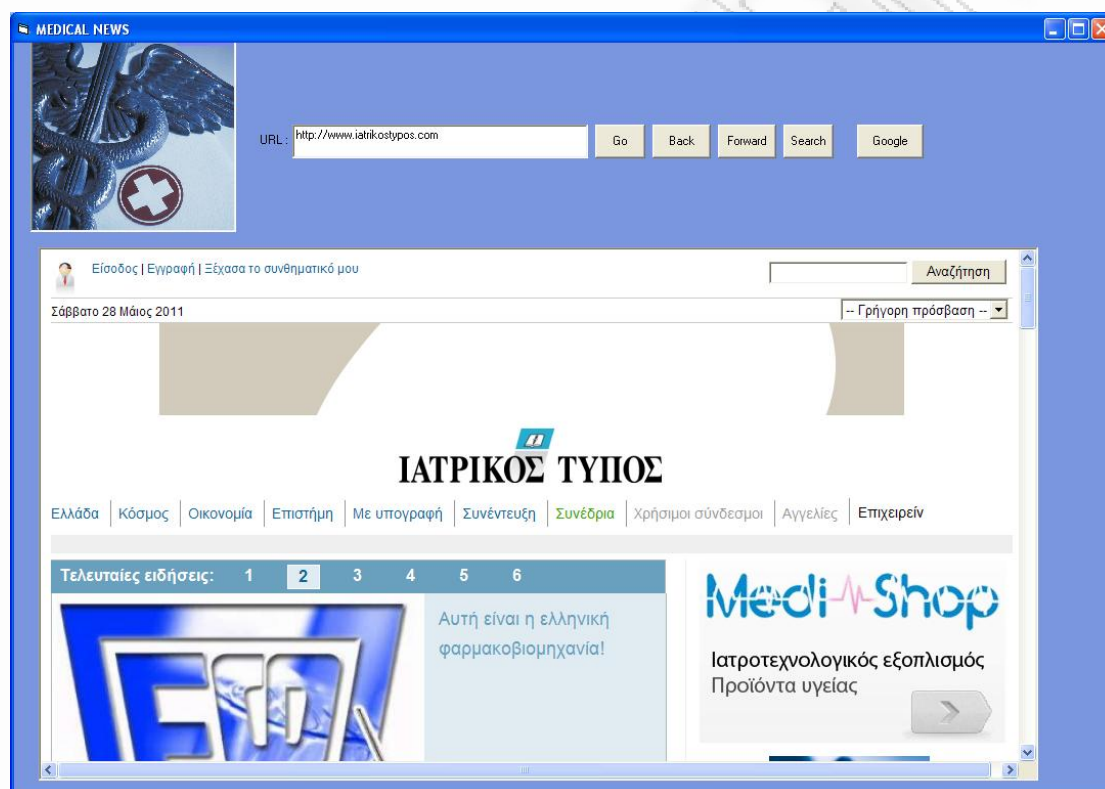 MEDICAL NEWS
URL : http://www.iatrikostypos.com Go Back Forward Search Google
Είσοδος | Εγγραφή | Ξέχασα το συνθηματικό μου Αναζήτηση
Σάββατο 28 Μάιος 2011 -- Γρήγορη πρόσβαση --
ΙΑΤΡΙΚΟΣ ΤΥΠΟΣ
Ελλάδα Κόσμος Οικονομία Επιστήμη Με υπογραφή Συνέντευξη Συνέδρια Χρήσιμοι σύνδεσμοι Αγγελίες Επιχειρείν
Τελευταίες ειδήσεις: 1 2 3 4 5 6
Αυτή είναι η ελληνική
φαρμακοβιομηχανία!
Medi-Shop
Ιατροτεχνολογικός εξοπλισμός
Προϊόντα υγείας